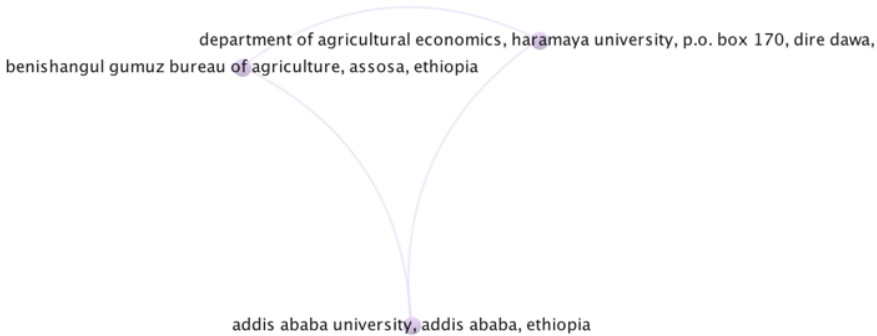 department of agricultural economics, haramaya university, p.o. box 170, dire dawa,
benishangul gumuz bureau of agriculture, assosa, ethiopia
addis ababa university, addis ababa, ethiopia